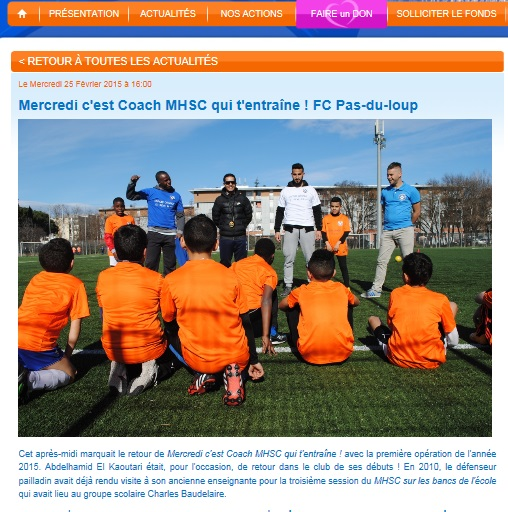 PRÉSENTATION ACTUALITÉS NOS ACTIONS FAIRE un DON SOLLICITER LE FONDS
< RETOUR À TOUTES LES ACTUALITÉS
Le Mercredi 25 Février 2015 à 16:00
Mercredi c'est Coach MHSC qui t'entraîne ! FC Pas-du-loup
Cet après-midi marquait le retour de Mercredi c'est Coach MHSC qui t'entraîne ! avec la première opération de l'année
2015. Abdelhamid El Kaoutari était, pour l'occasion, de retour dans le club de ses débuts ! En 2010, le défenseur
pailladin avait déjà rendu visite à son ancienne enseignante pour la troisième session du MHSC sur les bancs de l'école
qui avait lieu au groupe scolaire Charles Baudelaire.